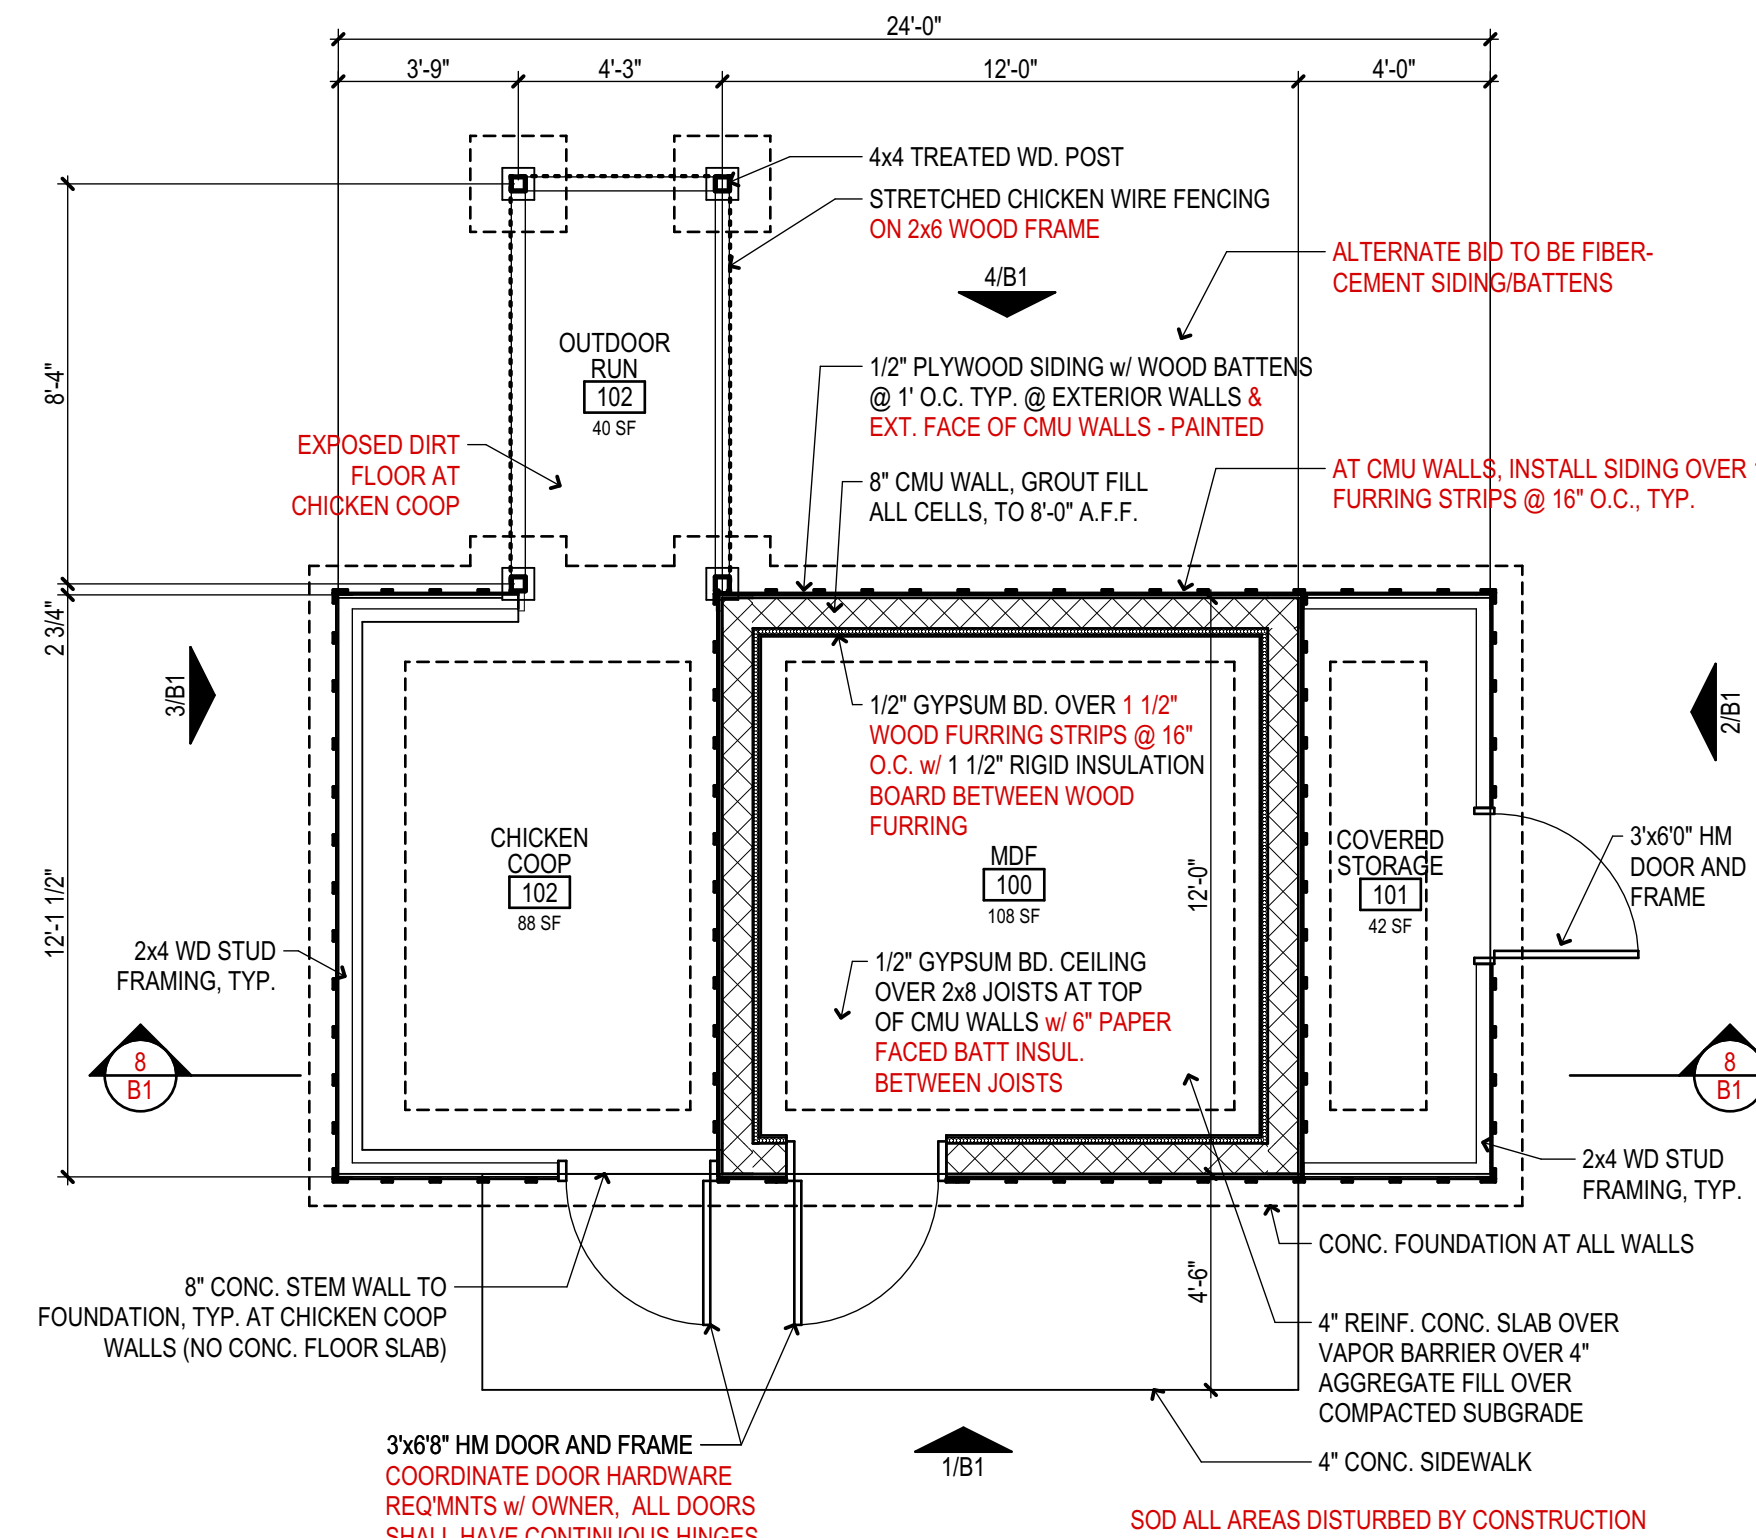 24'-0"
3'-9"
4'-3"
12'-0"
4'-0"
4x4 TREATED WD. POST
STRETCHED CHICKEN WIRE FENCING
ON 2x6 WOOD FRAME
ALTERNATE BID TO BE FIBER-
CEMENT SIDING/BATTENS
4/B1
OUTDOOR
RUN
102
40 SF
8'-4"
1/2" PLYWOOD SIDING w/ WOOD BATTENS
@ 1' O.C. TYP. @ EXTERIOR WALLS &
EXT. FACE OF CMU WALLS - PAINTED
EXPOSED DIRT
FLOOR AT
CHICKEN COOP
8" CMU WALL, GROUT FILL
ALL CELLS, TO 8'-0" A.F.F.
AT CMU WALLS, INSTALL SIDING OVER
FURRING STRIPS @ 16" O.C., TYP.
2 3/4"
3/B1
2/B1
1/2" GYPSUM BD. OVER 1 1/2"
WOOD FURRING STRIPS @ 16"
O.C. w/ 1 1/2" RIGID INSULATION
BOARD BETWEEN WOOD
FURRING
CHICKEN
COOP
102
88 SF
MDF
100
108 SF
12'-0"
COVERED
STORAGE
101
42 SF
3'x6'0" HM
DOOR AND
FRAME
12'-1 1/2"
2x4 WD STUD
FRAMING, TYP.
1/2" GYPSUM BD. CEILING
OVER 2x8 JOISTS AT TOP
OF CMU WALLS w/ 6" PAPER
FACED BATT INSUL.
BETWEEN JOISTS
8
B1
8
B1
2x4 WD STUD
FRAMING, TYP.
CONC. FOUNDATION AT ALL WALLS
4'-6"
8" CONC. STEM WALL TO
FOUNDATION, TYP. AT CHICKEN COOP
WALLS (NO CONC. FLOOR SLAB)
4" REINF. CONC. SLAB OVER
VAPOR BARRIER OVER 4"
AGGREGATE FILL OVER
COMPACTED SUBGRADE
3'x6'8" HM DOOR AND FRAME
COORDINATE DOOR HARDWARE
REQ'MNTS w/ OWNER, ALL DOORS
SHALL HAVE CONTINUOUS HINGES
1/B1
4" CONC. SIDEWALK
SOD ALL AREAS DISTURBED BY CONSTRUCTION